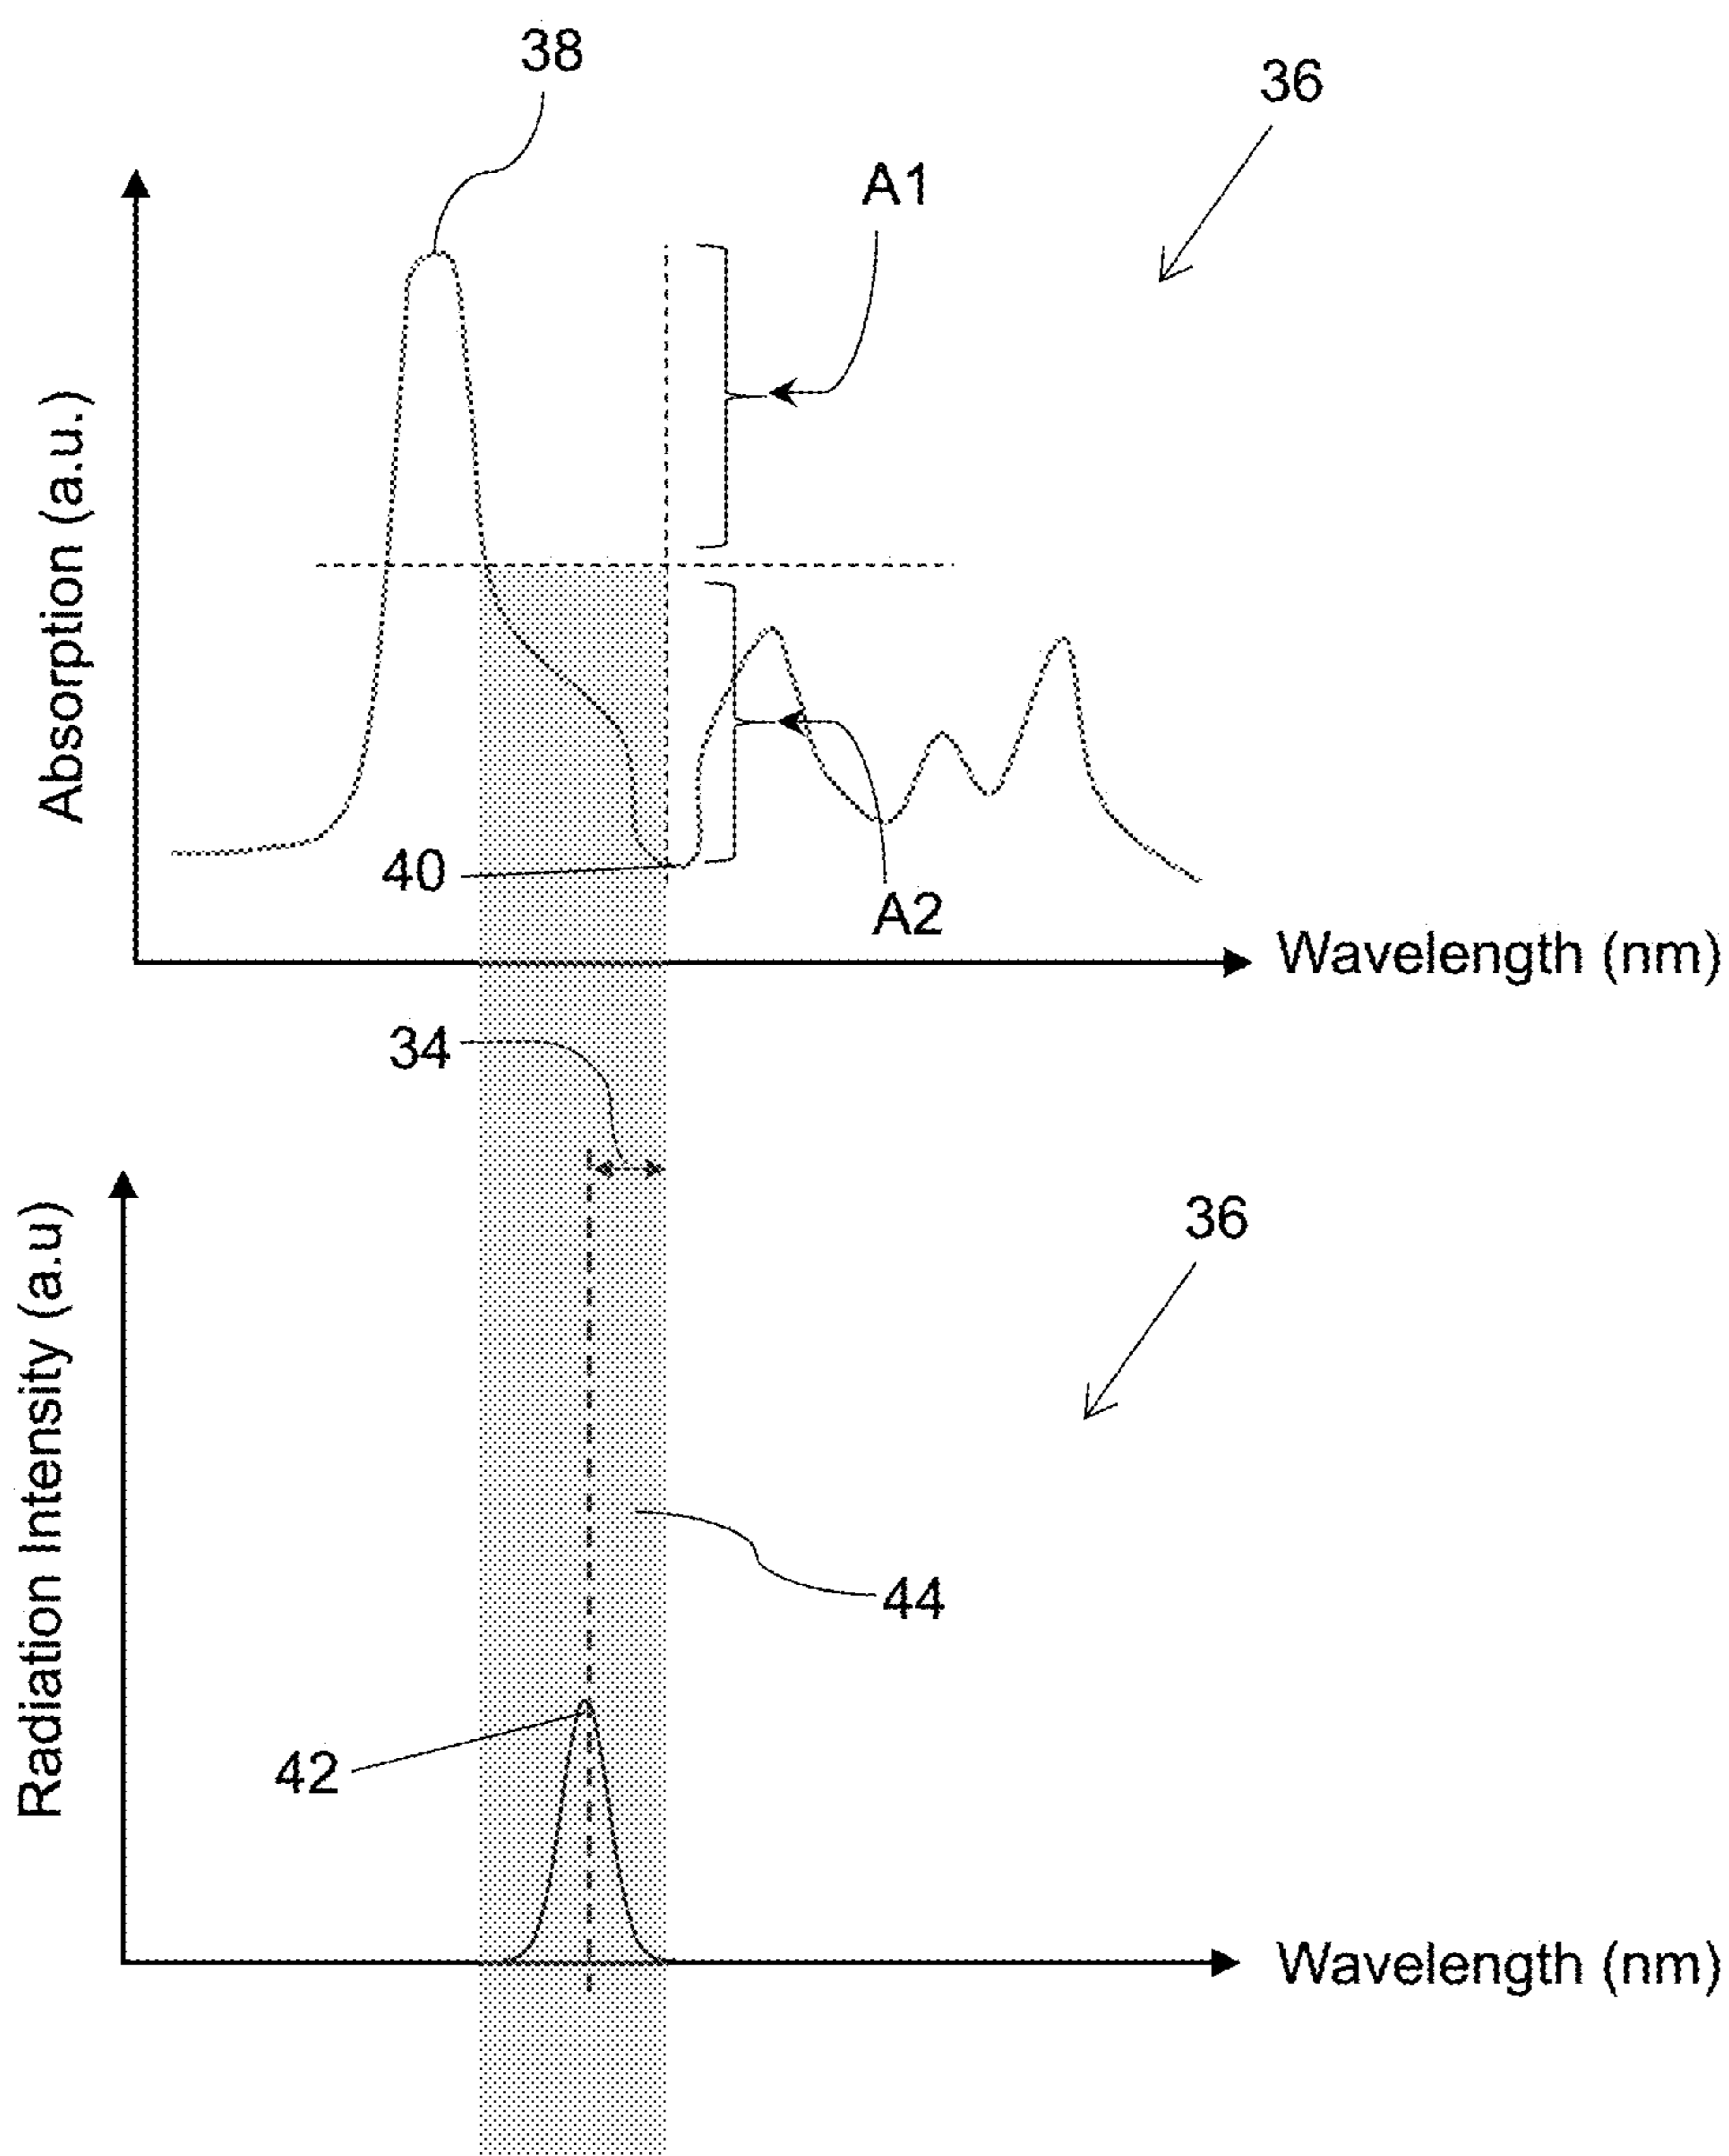 38
36
A1
Absorption (a.u.)
40
A2
Wavelength (nm)
34
36
Radiation Intensity (a.u)
44
42
Wavelength (nm)